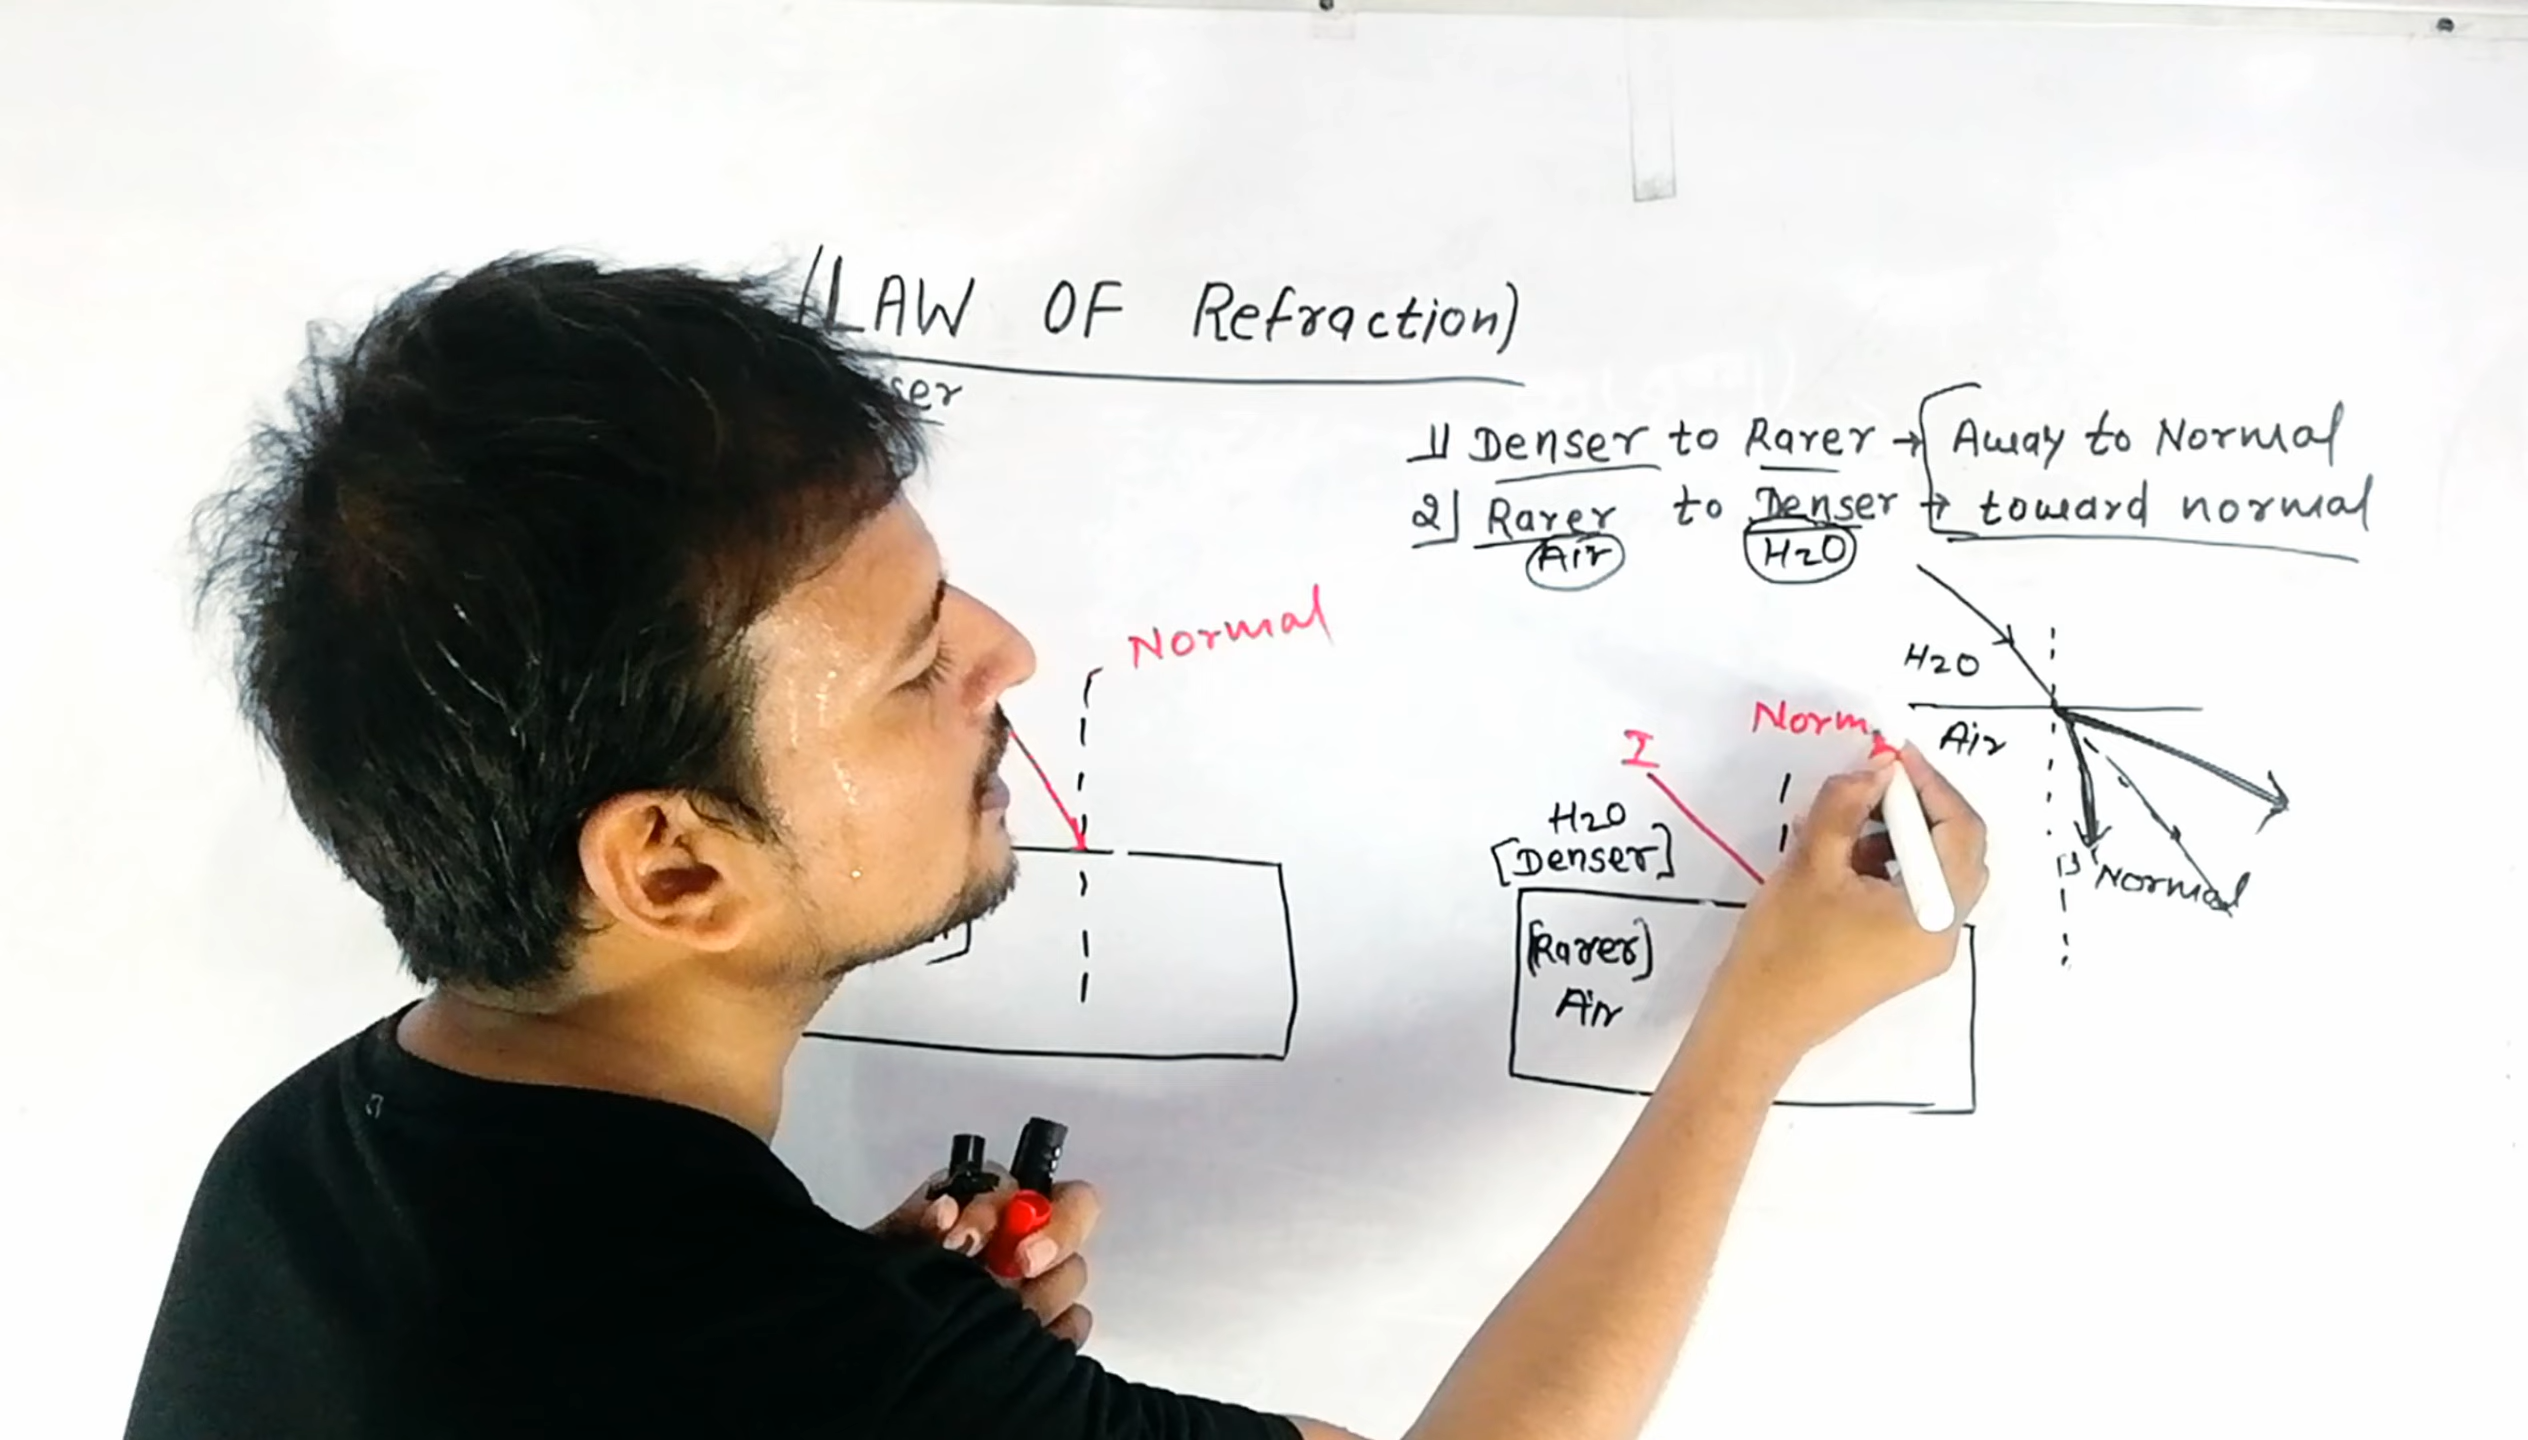 (LAW OF Refraction)
1] Denser to Rarer → Away to Normal
2] Rarer to Denser → toward normal
Air H2O
Normal
H2O
Air
Normal
I
Norm
H2O
[Denser]
[Rarer]
Air